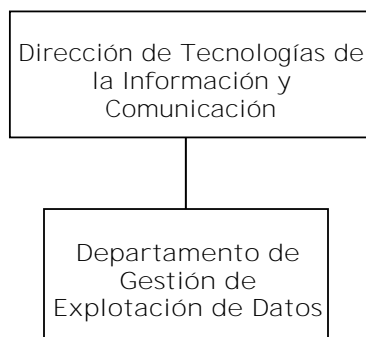 Dirección de Tecnologías de
la Información y
Comunicación
Departamento de
Gestión de
Explotación de Datos